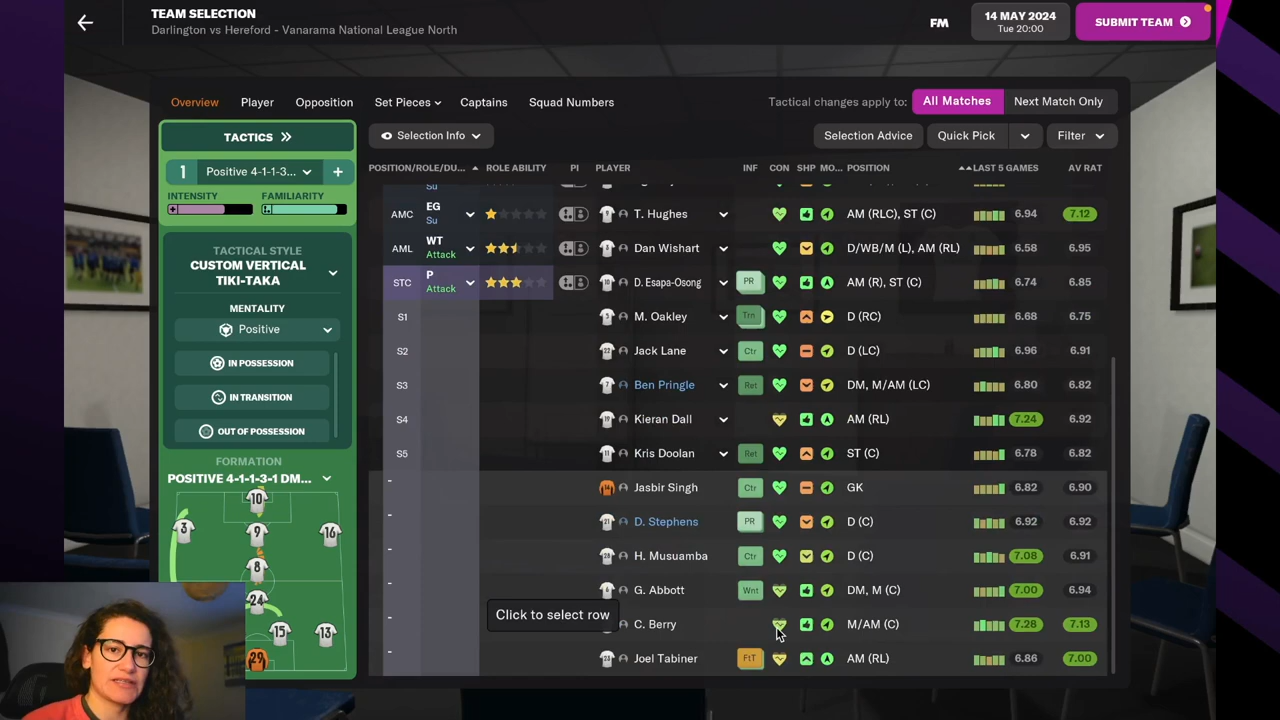 TEAM SELECTION
Darlington vs Hereford - Vanarama National League North
FM
14 MAY 2024
Tue 20:00
SUBMIT TEAM
Overview Player Opposition Set Pieces Captains Squad Numbers
Tactical changes apply to: All Matches Next Match Only
TACTICS
Selection Info Selection Advice Quick Pick Filter
1 Positive 4-1-1-3... +
INTENSITY FAMILIARITY
TACTICAL STYLE
CUSTOM VERTICAL
TIKI-TAKA
MENTALITY
Positive
IN POSSESSION
IN TRANSITION
OUT OF POSSESSION
FORMATION
POSITIVE 4-1-1-3-1 DM...
10
3 9 16
8
24
15 13
29
POSITION/ROLE/DU... ROLE ABILITY PI PLAYER INF CON SHP MO... POSITION LAST 5 GAMES AV RAT
Su
AMC EG Su T. Hughes AM (RLC), ST (C) 6.94 7.12
AML WT Attack Dan Wishart D/WB/M (L), AM (RL) 6.58 6.95
STC P Attack D. Esapa-Osong PR AM (R), ST (C) 6.74 6.85
S1 M. Oakley Trn D (RC) 6.68 6.75
S2 Jack Lane Ctr D (LC) 6.96 6.91
S3 Ben Pringle Ret DM, M/AM (LC) 6.80 6.82
S4 Kieran Dall AM (RL) 7.24 6.92
S5 Kris Doolan Ret ST (C) 6.78 6.82
- Jasbir Singh Ctr GK 6.82 6.90
- D. Stephens PR D (C) 6.92 6.92
- H. Musuamba Ctr D (C) 7.08 6.91
- G. Abbott Wnt DM, M (C) 7.00 6.94
- C. Berry M/AM (C) 7.28 7.13
- Joel Tabiner FtT AM (RL) 6.86 7.00
Click to select row